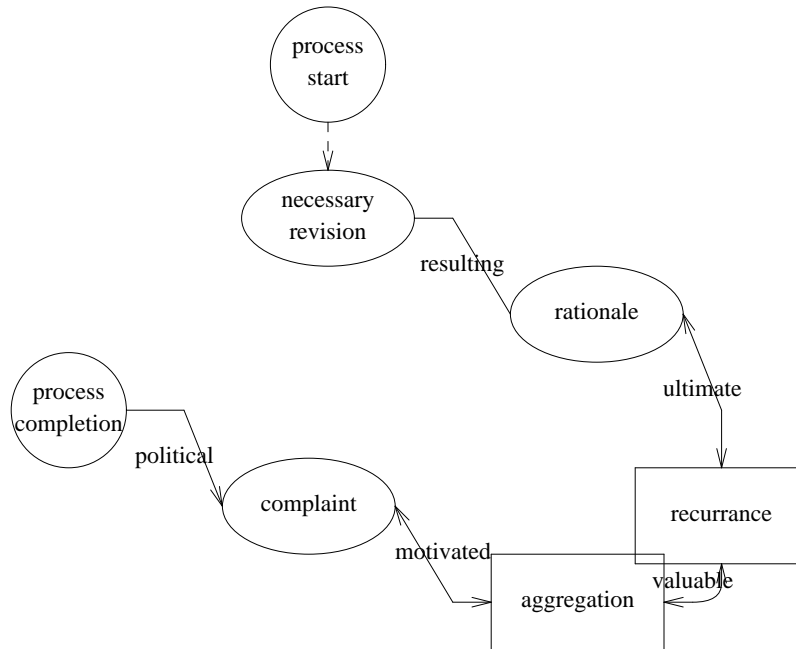 process
start
necessary
revision
resulting
rationale
ultimate
process
completion
political
complaint
recurrance
motivated
valuable
aggregation